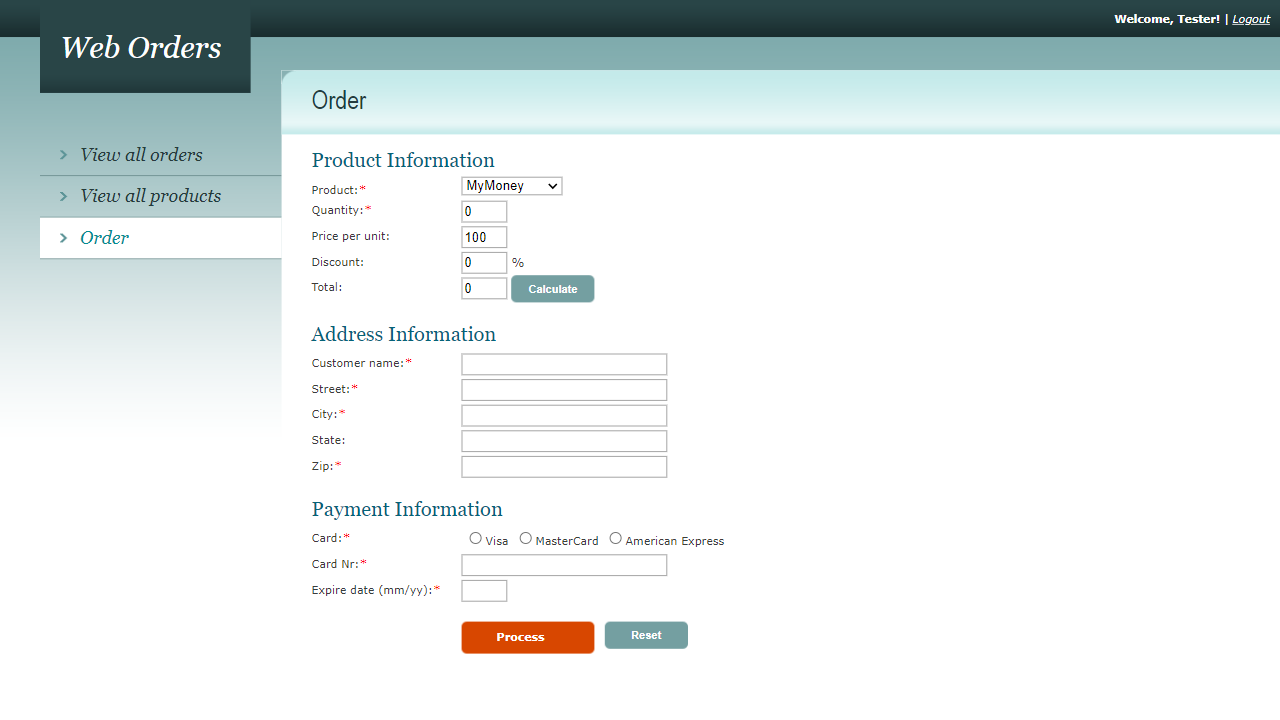 Welcome, Tester! | Logout
Web Orders
View all orders
View all products
Order
Order
Product Information
Product:* MyMoney
Quantity:* 0
Price per unit: 100
Discount: 0 %
Total: 0 Calculate
Address Information
Customer name:*
Street:*
City:*
State:
Zip:*
Payment Information
Card:* Visa MasterCard American Express
Card Nr:*
Expire date (mm/yy):*
Process Reset